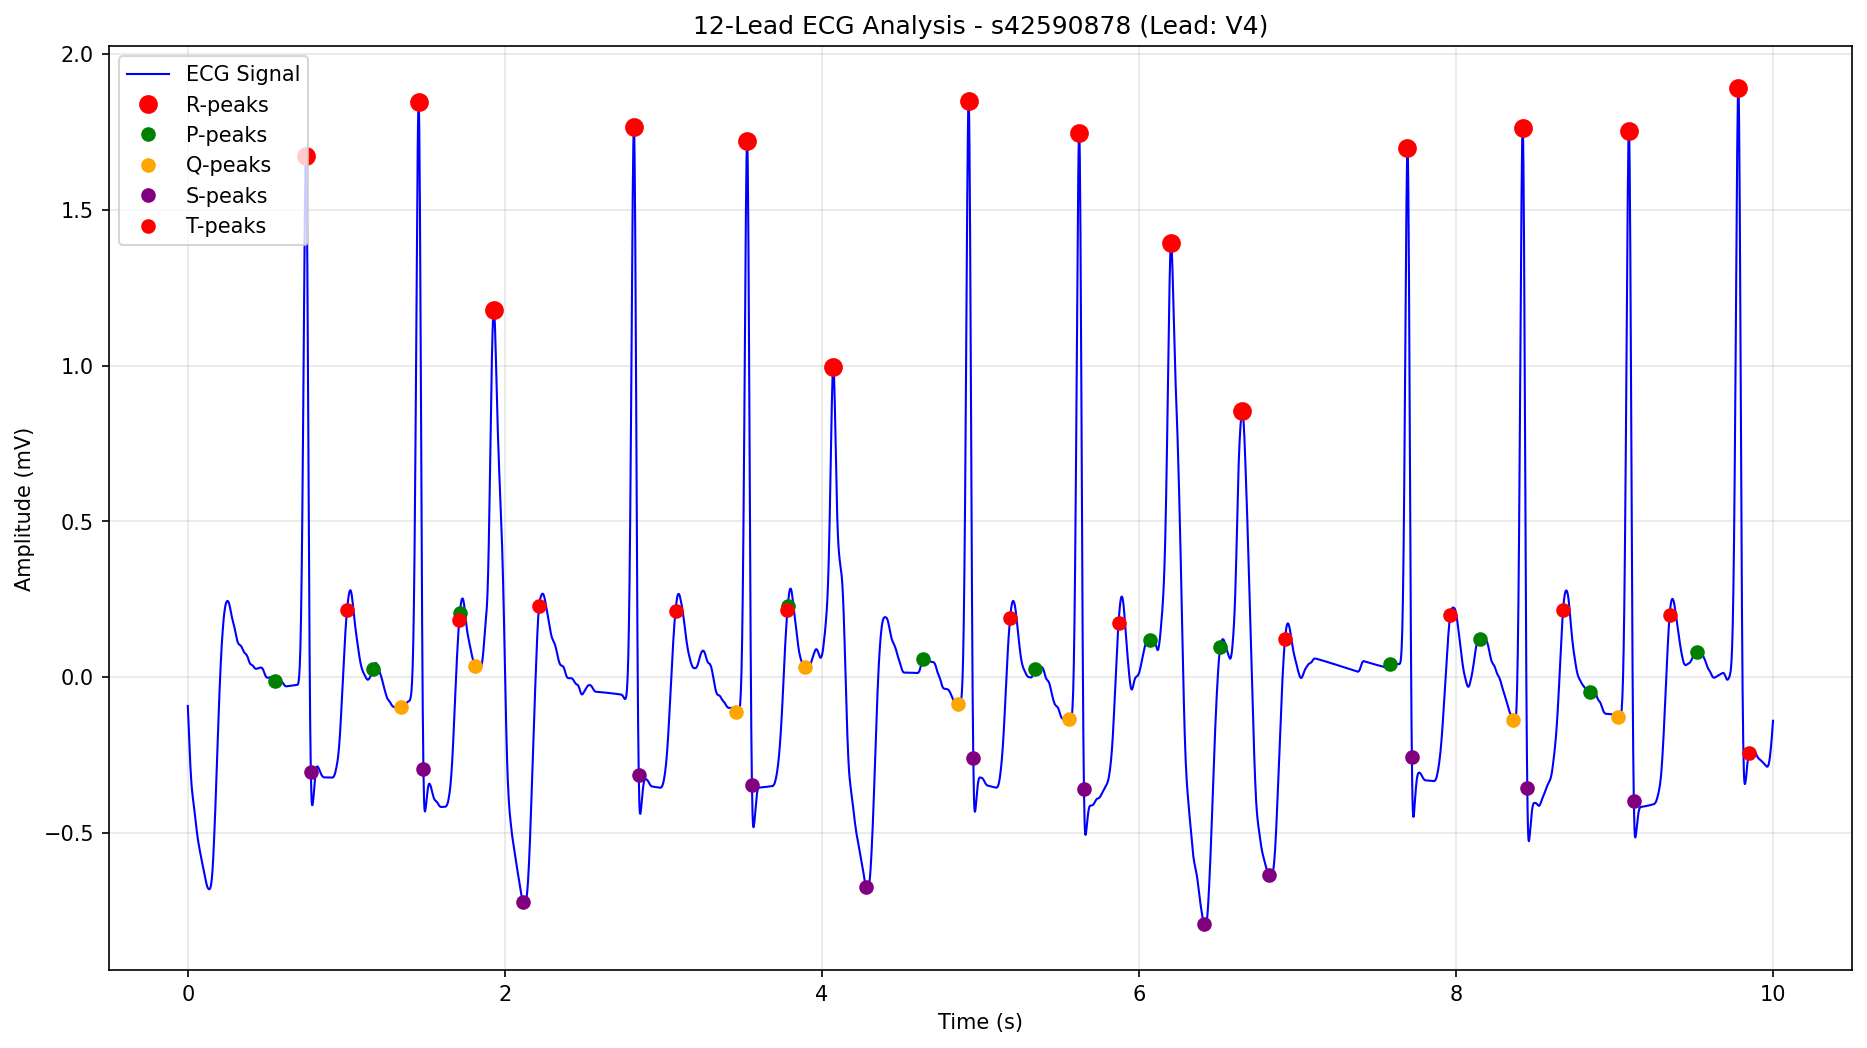 12-Lead ECG Analysis - s42590878 (Lead: V4)
ECG Signal
R-peaks
P-peaks
Q-peaks
S-peaks
T-peaks
2.0
1.5
1.0
0.5
0.0
−0.5
Amplitude (mV)
0 2 4 6 8 10
Time (s)